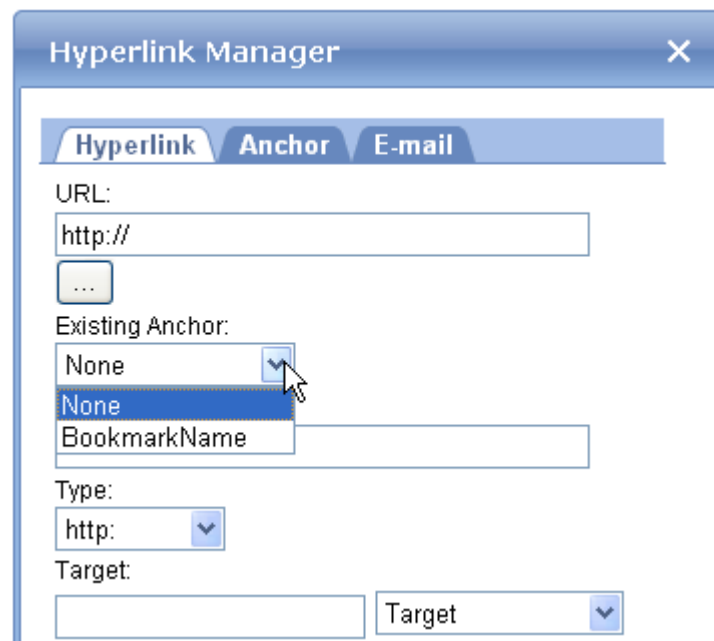 Hyperlink Manager
Hyperlink Anchor E-mail
URL:
http://
...
Existing Anchor:
None
None
BookmarkName
Type:
http:
Target:
Target